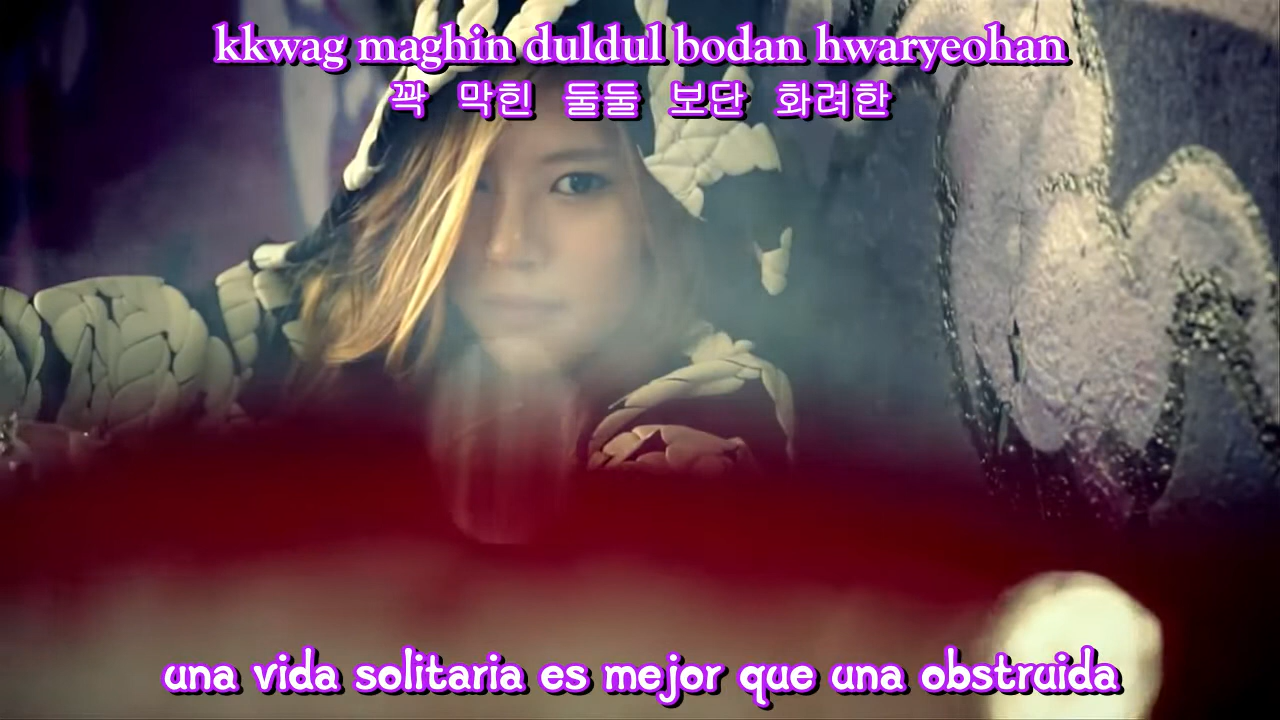 kkwag maghin duldul bodan hwaryeohan
꽉 막힌 둘둘 보단 화려한
una vida solitaria es mejor que una obstruida